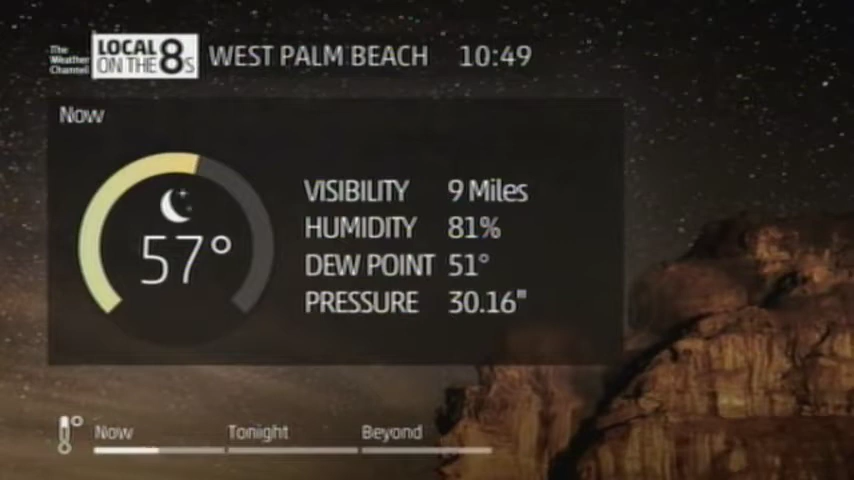 The Weather Channel
LOCAL ON THE 8s
WEST PALM BEACH 10:49
Now
57°
VISIBILITY 9 Miles
HUMIDITY 81%
DEW POINT 51°
PRESSURE 30.16"
Now Tonight Beyond